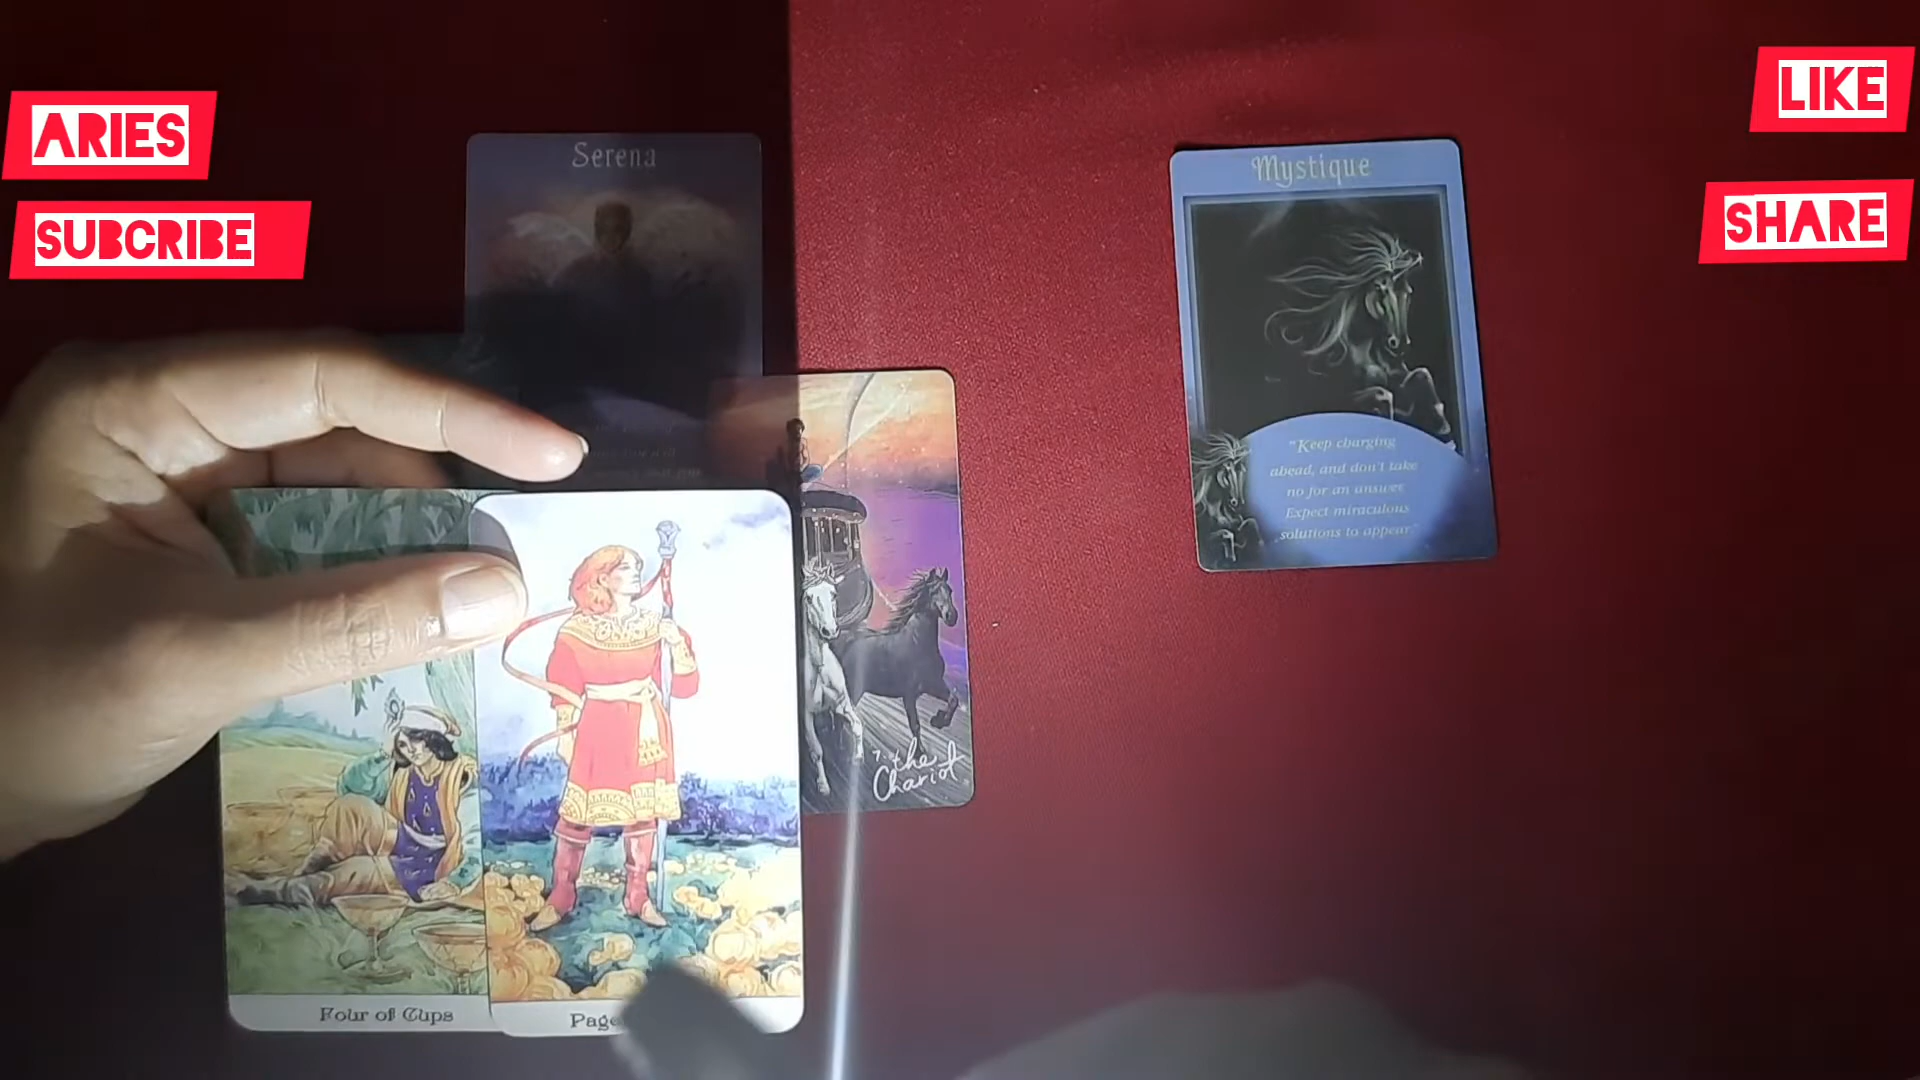 ARIES
SUBCRIBE
LIKE
SHARE
Serena
Mystique
"Keep charging
ahead, and don't take
no for an answer.
Expect miraculous
solutions to appear."
7. the
Chariot
Four of Cups
Page